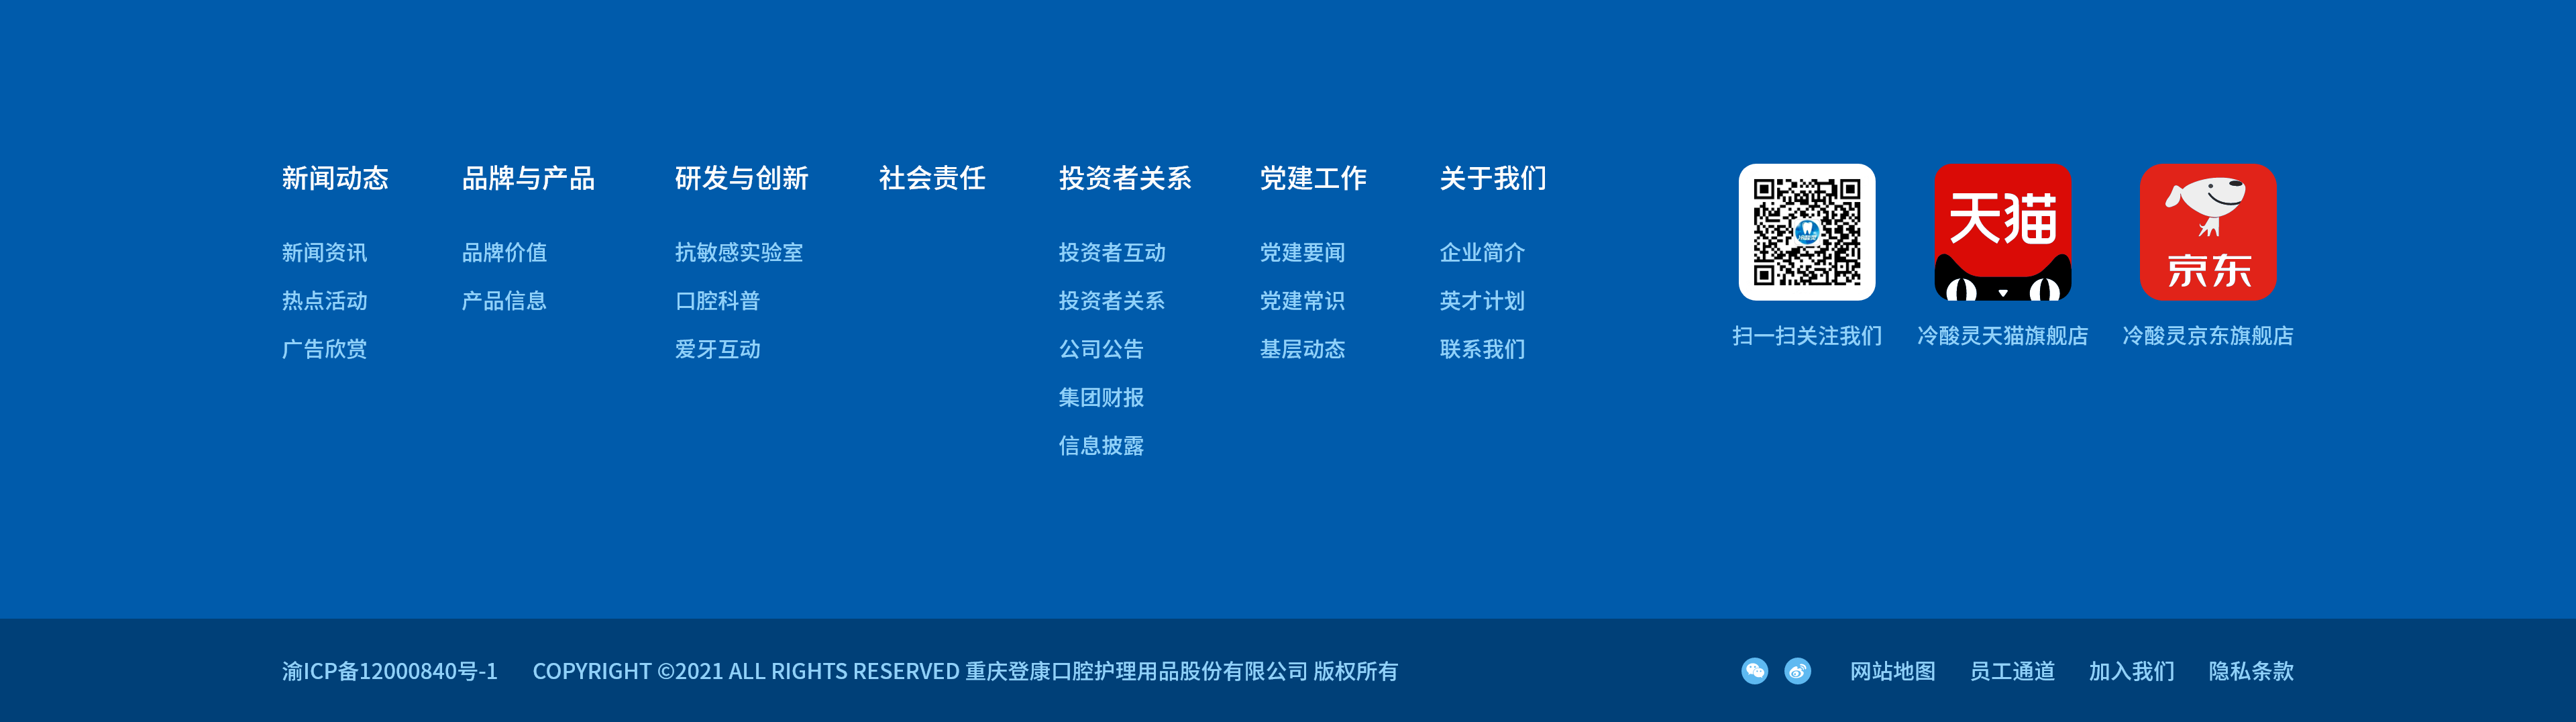 新闻动态
新闻资讯
热点活动
广告欣赏
品牌与产品
品牌价值
产品信息
研发与创新
抗敏感实验室
口腔科普
爱牙互动
社会责任
投资者关系
投资者互动
投资者关系
公司公告
集团财报
信息披露
党建工作
党建要闻
党建常识
基层动态
关于我们
企业简介
英才计划
联系我们
扫一扫关注我们
天猫
冷酸灵天猫旗舰店
京东
冷酸灵京东旗舰店
渝ICP备12000840号-1
COPYRIGHT ©2021 ALL RIGHTS RESERVED 重庆登康口腔护理用品股份有限公司 版权所有
网站地图
员工通道
加入我们
隐私条款